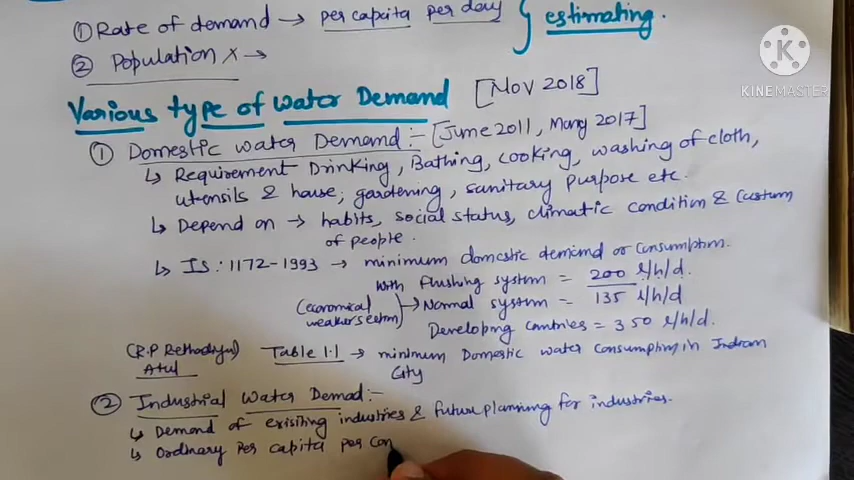 ① Rate of demand → per capita per day } estimating.
② Population × →
KINEMASTER
Various type of water Demand [Nov 2018]
① Domestic water Demand :- [June 2011, May 2017]
↳ Requirement Drinking, Bathing, cooking, washing of cloth,
utensils & house, gardening, sanitary purpose etc.
↳ Depend on → habits, social status, climatic condition & Custum
of people.
↳ IS : 1172-1993 → minimum domestic demand or consumption.
With flushing system = 200 l/h/d.
(economical weaker section) → Normal system = 135 l/h/d
Developing countries = 350 l/h/d.
(R.P Atul) Table 1.1 → minimum Domestic water consumption in Indian
City
② Industrial Water Demad :-
↳ Demand of exisiting industries & future planning for industries.
↳ Ordinary Per capita per con